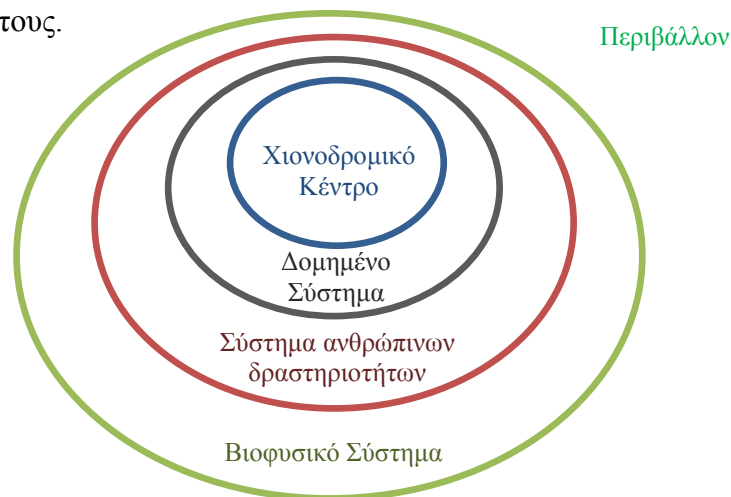 τους.
Περιβάλλον
Χιονοδρομικό
Κέντρο
Δομημένο
Σύστημα
Σύστημα ανθρώπινων
δραστηριοτήτων
Βιοφυσικό Σύστημα